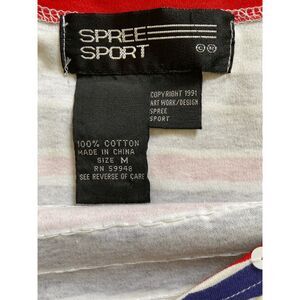 SPREE
SPORT
© ®
COPYRIGHT 1991
ART WORK/DESIGN
SPREE
SPORT
100% COTTON
MADE IN CHINA
SIZE M
RN 59948
SEE REVERSE OF CARE